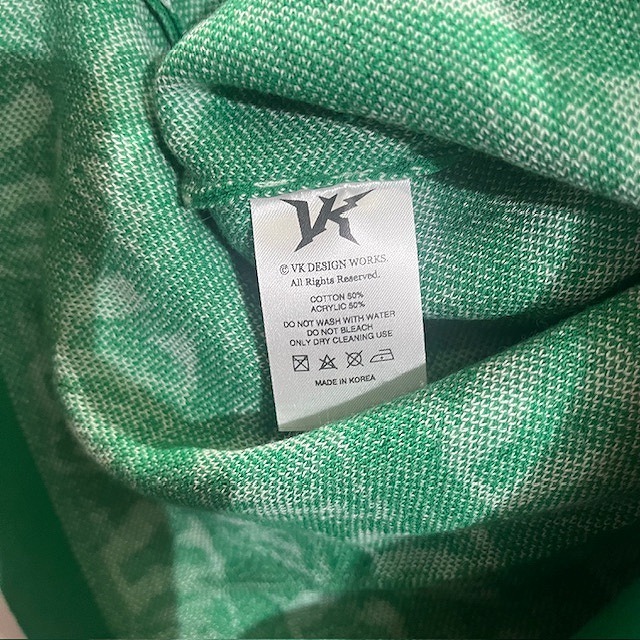 VK
© VK DESIGN WORKS.
All Rights Reserved.
COTTON 50%
ACRYLIC 50%
DO NOT WASH WITH WATER
DO NOT BLEACH
ONLY DRY CLEANING USE
MADE IN KOREA